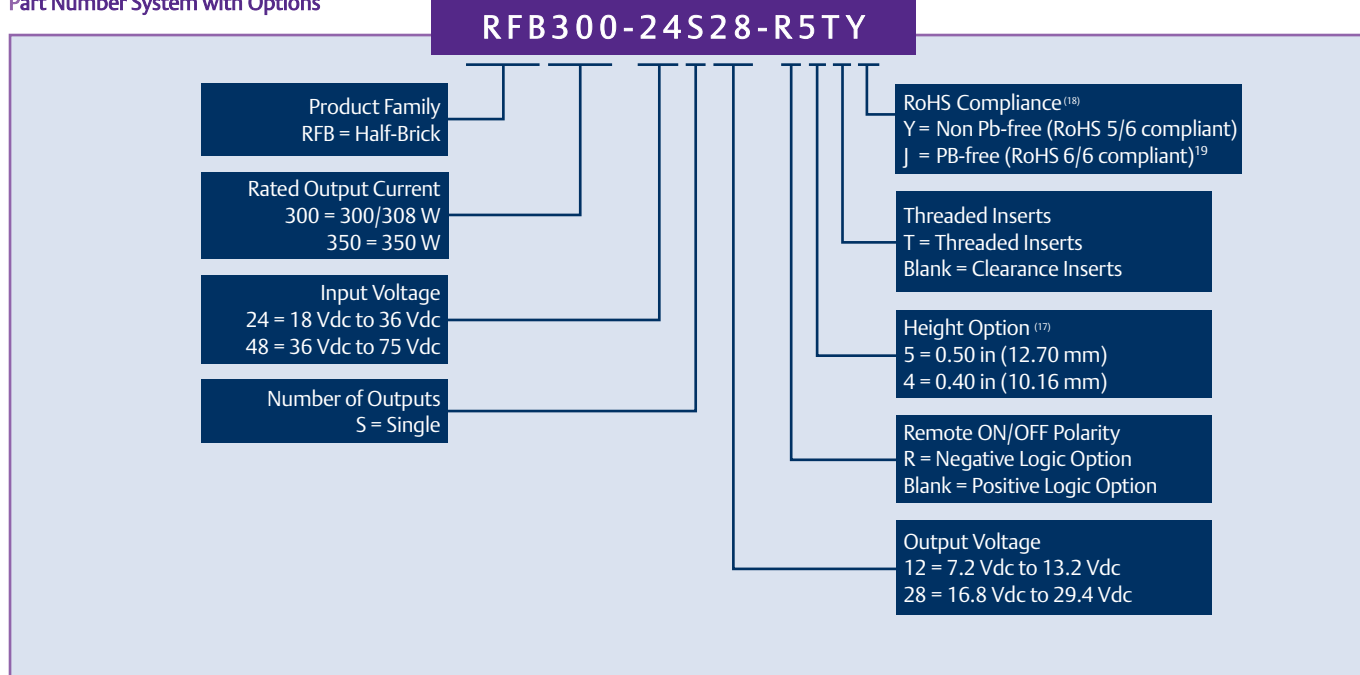 Part Number System with Options
RFB300-24S28-R5TY
Product Family
RFB = Half-Brick
Rated Output Current
300 = 300/308 W
350 = 350 W
Input Voltage
24 = 18 Vdc to 36 Vdc
48 = 36 Vdc to 75 Vdc
Number of Outputs
S = Single
RoHS Compliance (18)
Y = Non Pb-free (RoHS 5/6 compliant)
J = PB-free (RoHS 6/6 compliant)19
Threaded Inserts
T = Threaded Inserts
Blank = Clearance Inserts
Height Option (17)
5 = 0.50 in (12.70 mm)
4 = 0.40 in (10.16 mm)
Remote ON/OFF Polarity
R = Negative Logic Option
Blank = Positive Logic Option
Output Voltage
12 = 7.2 Vdc to 13.2 Vdc
28 = 16.8 Vdc to 29.4 Vdc